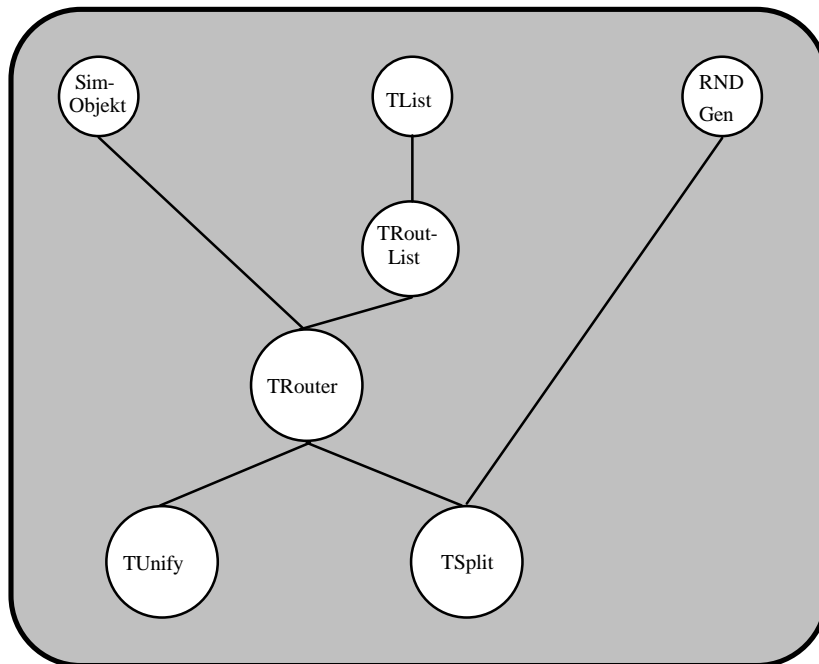 Sim-
Objekt
TList
RND
Gen
TRout-
List
TRouter
TUnify
TSplit